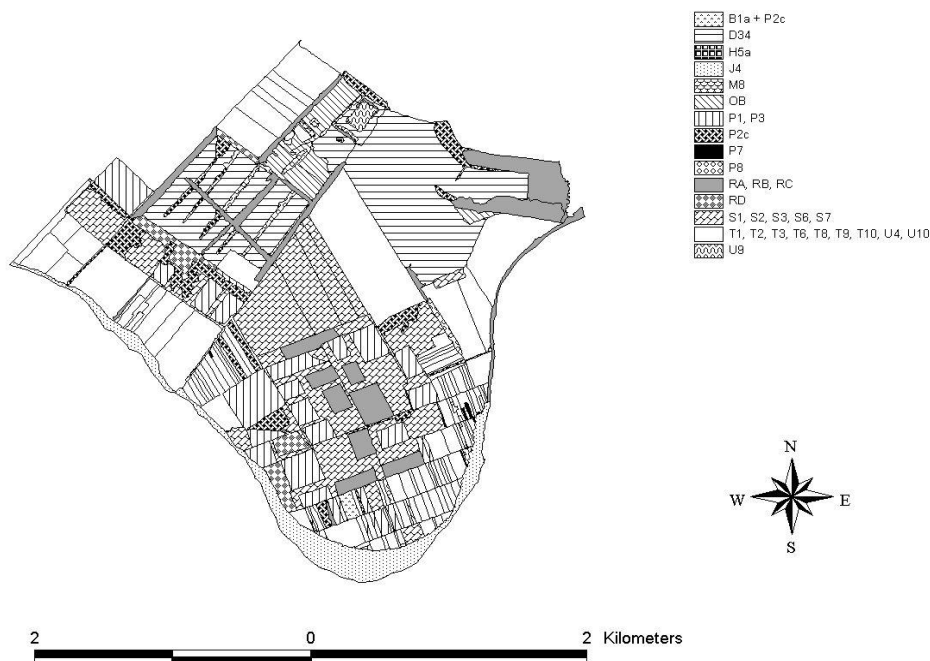 B1a + P2c
D34
H5a
J4
M8
OB
P1, P3
P2c
P7
P8
RA, RB, RC
RD
S1, S2, S3, S6, S7
T1, T2, T3, T6, T8, T9, T10, U4, U10
U9
N
W E
S
2 0 2 Kilometers